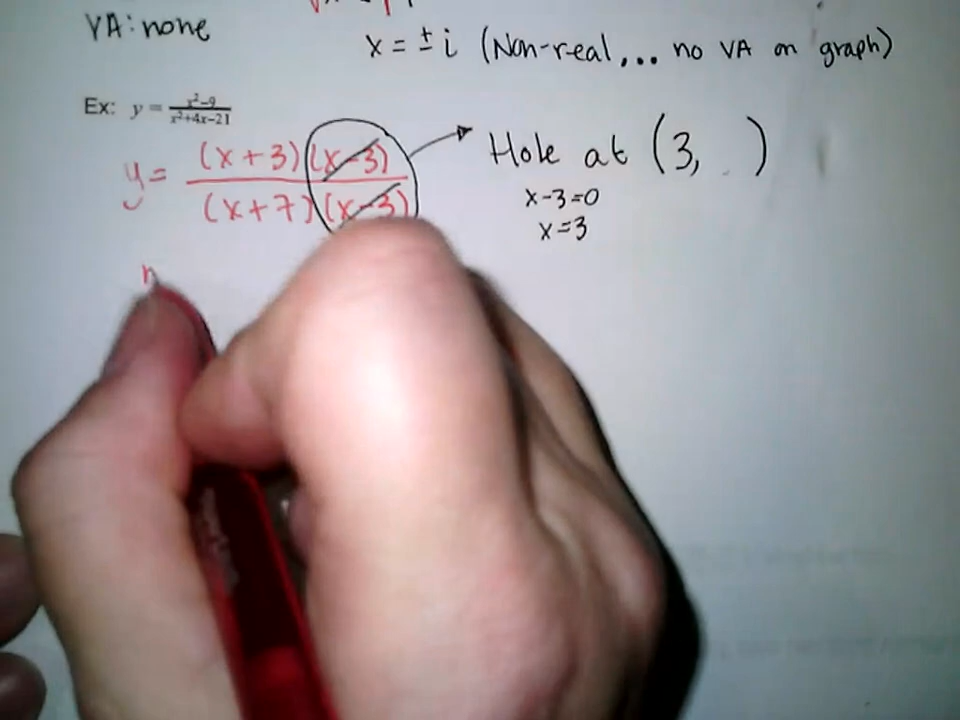 VA: none
x = ± i (Non-real... no VA on graph)
Ex: y = x²-9 / x²+4x-21
y = (x+3)(x-3) / (x+7)(x-3)
Hole at (3, )
x-3=0
x=3